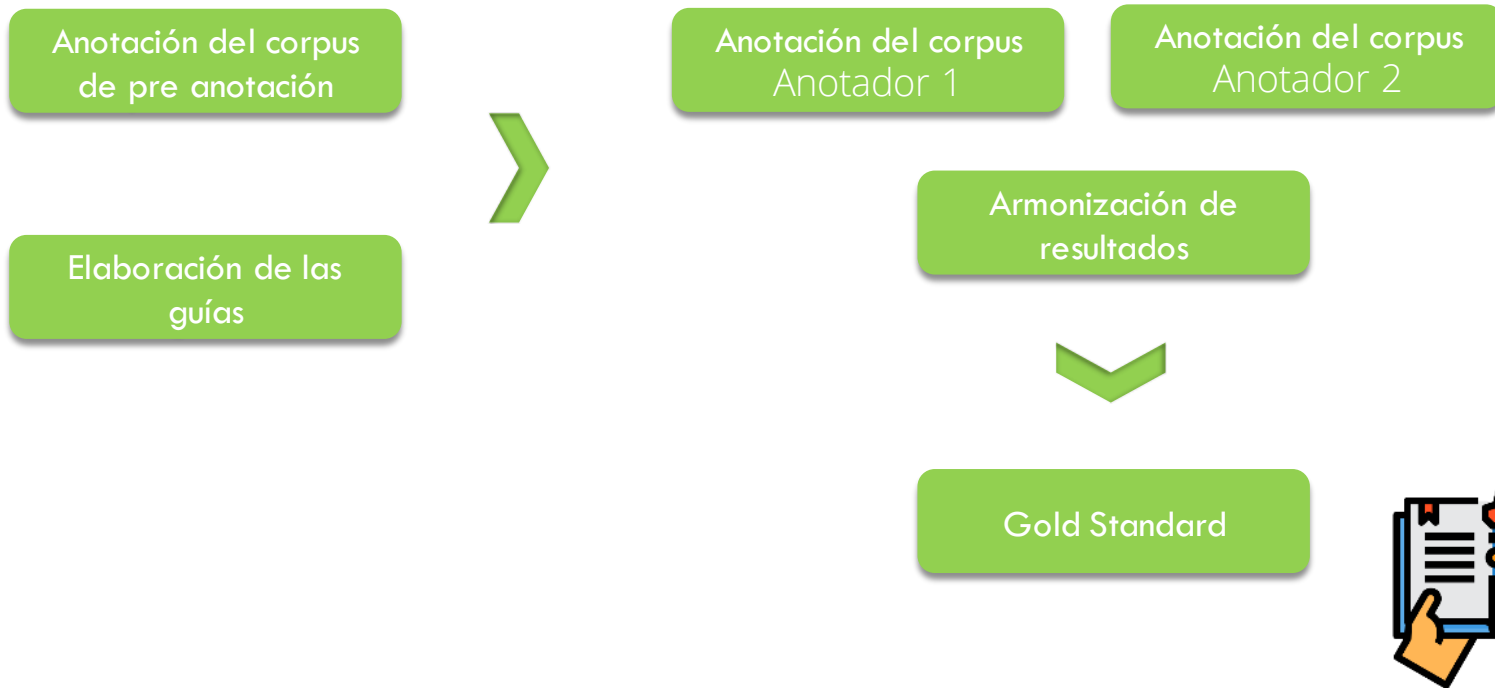 Anotación del corpus
de pre anotación
Elaboración de las
guías
Anotación del corpus
Anotador 1
Anotación del corpus
Anotador 2
Armonización de
resultados
Gold Standard